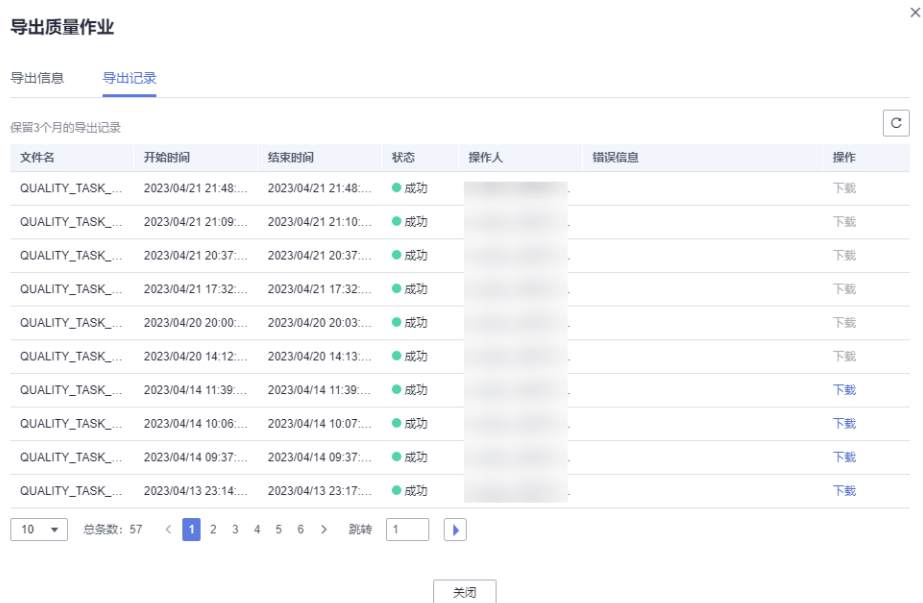 导出质量作业
导出信息 导出记录
保留3个月的导出记录
文件名 开始时间 结束时间 状态 操作人 错误信息 操作
QUALITY_TASK_... 2023/04/21 21:48:... 2023/04/21 21:48:... 成功 下载
QUALITY_TASK_... 2023/04/21 21:09:... 2023/04/21 21:10:... 成功 下载
QUALITY_TASK_... 2023/04/21 20:37:... 2023/04/21 20:37:... 成功 下载
QUALITY_TASK_... 2023/04/21 17:32:... 2023/04/21 17:32:... 成功 下载
QUALITY_TASK_... 2023/04/20 20:00:... 2023/04/20 20:03:... 成功 下载
QUALITY_TASK_... 2023/04/20 14:12:... 2023/04/20 14:13:... 成功 下载
QUALITY_TASK_... 2023/04/14 11:39:... 2023/04/14 11:39:... 成功 下载
QUALITY_TASK_... 2023/04/14 10:06:... 2023/04/14 10:07:... 成功 下载
QUALITY_TASK_... 2023/04/14 09:37:... 2023/04/14 09:37:... 成功 下载
QUALITY_TASK_... 2023/04/13 23:14:... 2023/04/13 23:17:... 成功 下载
10 总条数: 57 < 1 2 3 4 5 6 > 跳转 1
关闭